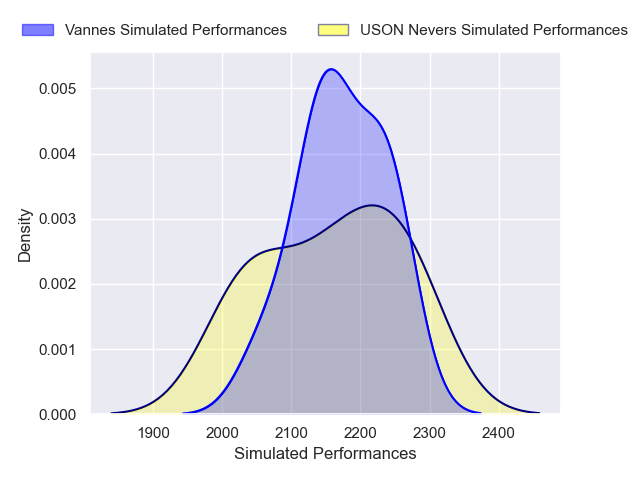 Vannes Simulated Performances
USON Nevers Simulated Performances
0.005
0.004
0.003
0.002
0.001
0.000
Density
1900 2000 2100 2200 2300 2400
Simulated Performances